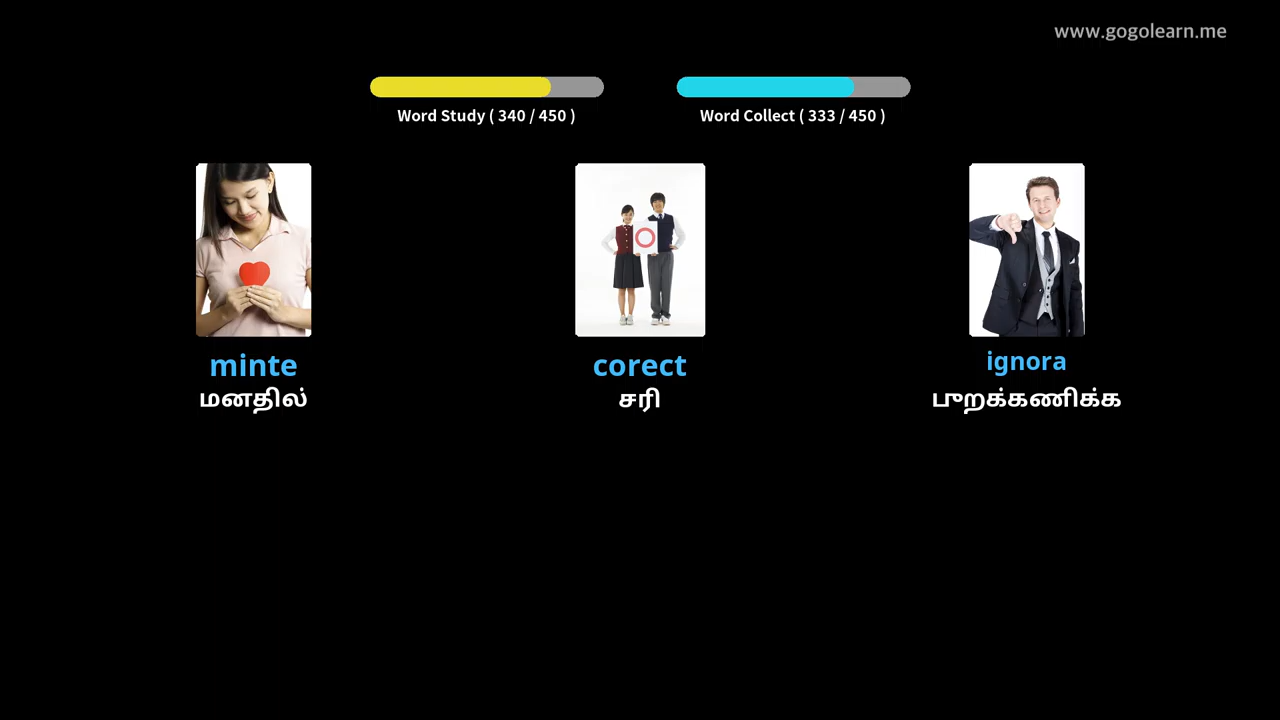 www.gogolearn.me
Word Study ( 340 / 450 )
Word Collect ( 333 / 450 )
minte
corect
ignora
மனதில்
சரி
புறக்கணிக்க